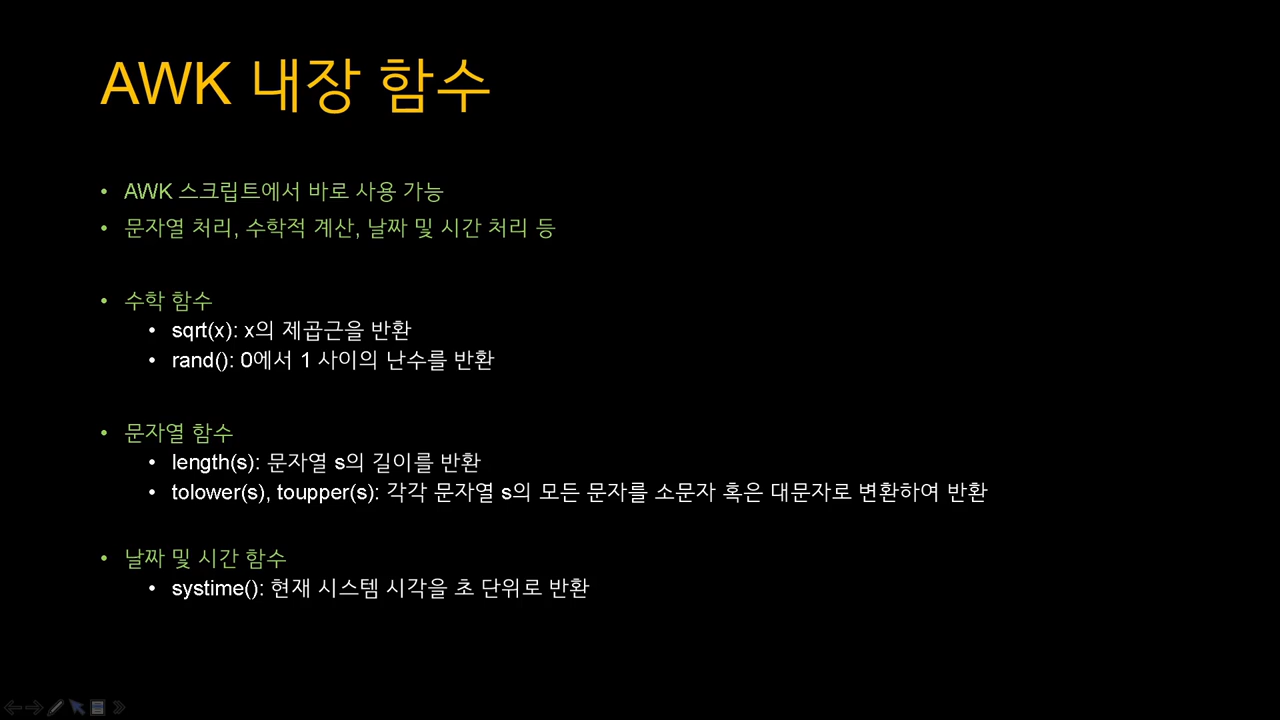 AWK 내장 함수
• AWK 스크립트에서 바로 사용 가능
• 문자열 처리, 수학적 계산, 날짜 및 시간 처리 등
• 수학 함수
• sqrt(x): x의 제곱근을 반환
• rand(): 0에서 1 사이의 난수를 반환
• 문자열 함수
• length(s): 문자열 s의 길이를 반환
• tolower(s), toupper(s): 각각 문자열 s의 모든 문자를 소문자 혹은 대문자로 변환하여 반환
• 날짜 및 시간 함수
• systime(): 현재 시스템 시각을 초 단위로 반환